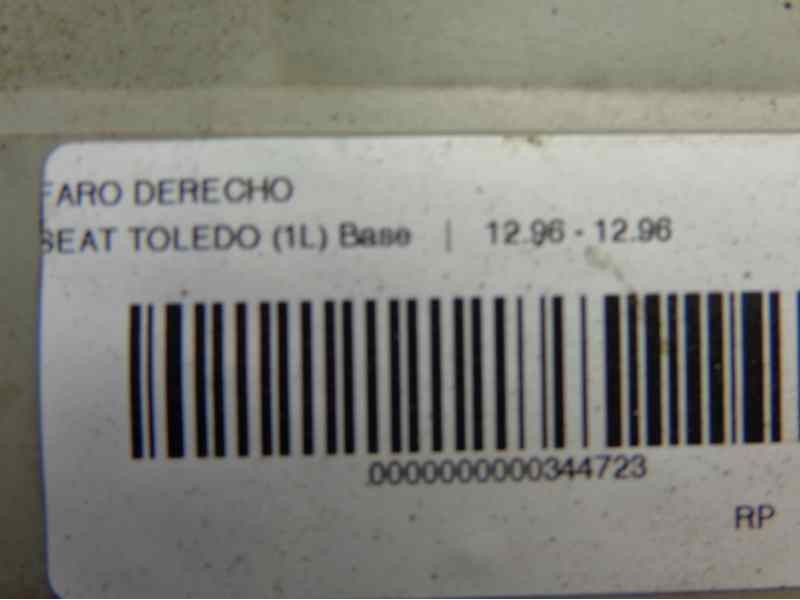 FARO DERECHO
SEAT TOLEDO (1L) Base | 12.96 - 12.96
0000000000344723
RP